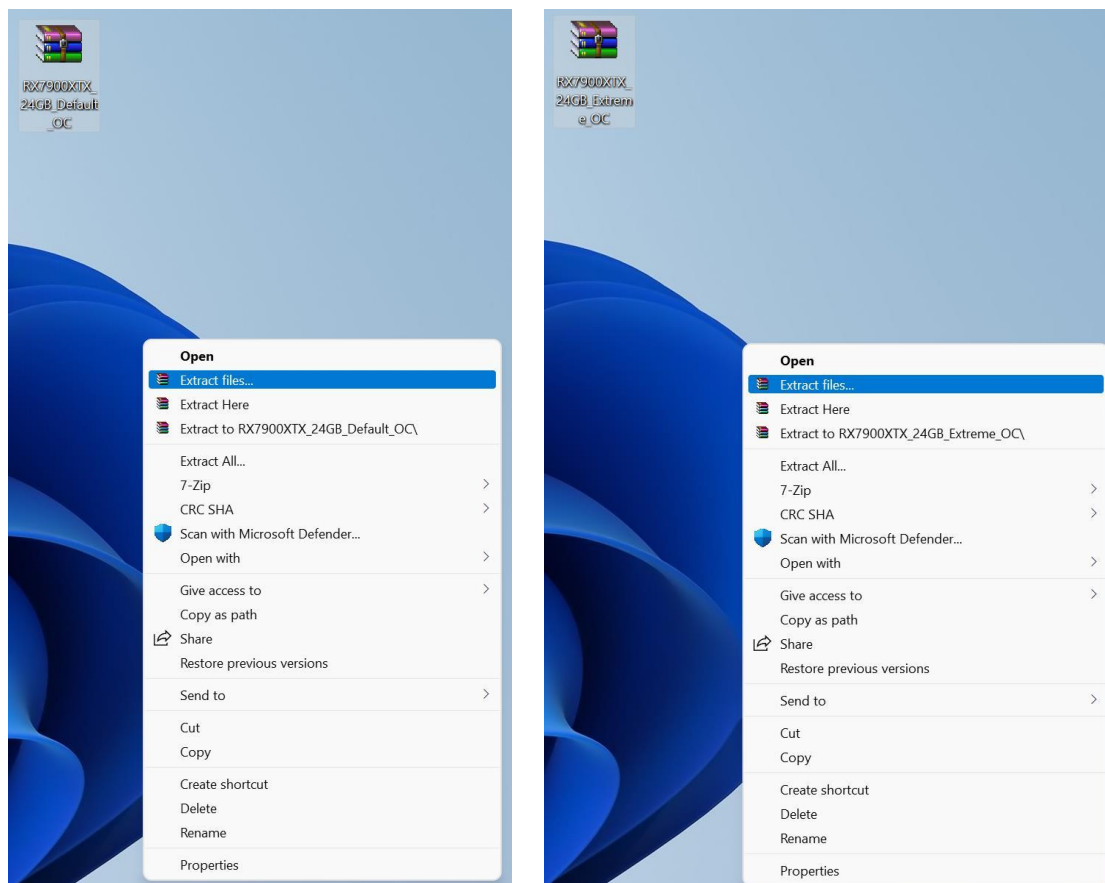 RX7900XTX_
24GB_Default
_OC
Open
Extract files...
Extract Here
Extract to RX7900XTX_24GB_Default_OC\
Extract All...
7-Zip
CRC SHA
Scan with Microsoft Defender...
Open with
Give access to
Copy as path
Share
Restore previous versions
Send to
Cut
Copy
Create shortcut
Delete
Rename
Properties
RX7900XTX_
24GB_Extrem
e_OC
Open
Extract files...
Extract Here
Extract to RX7900XTX_24GB_Extreme_OC\
Extract All...
7-Zip
CRC SHA
Scan with Microsoft Defender...
Open with
Give access to
Copy as path
Share
Restore previous versions
Send to
Cut
Copy
Create shortcut
Delete
Rename
Properties